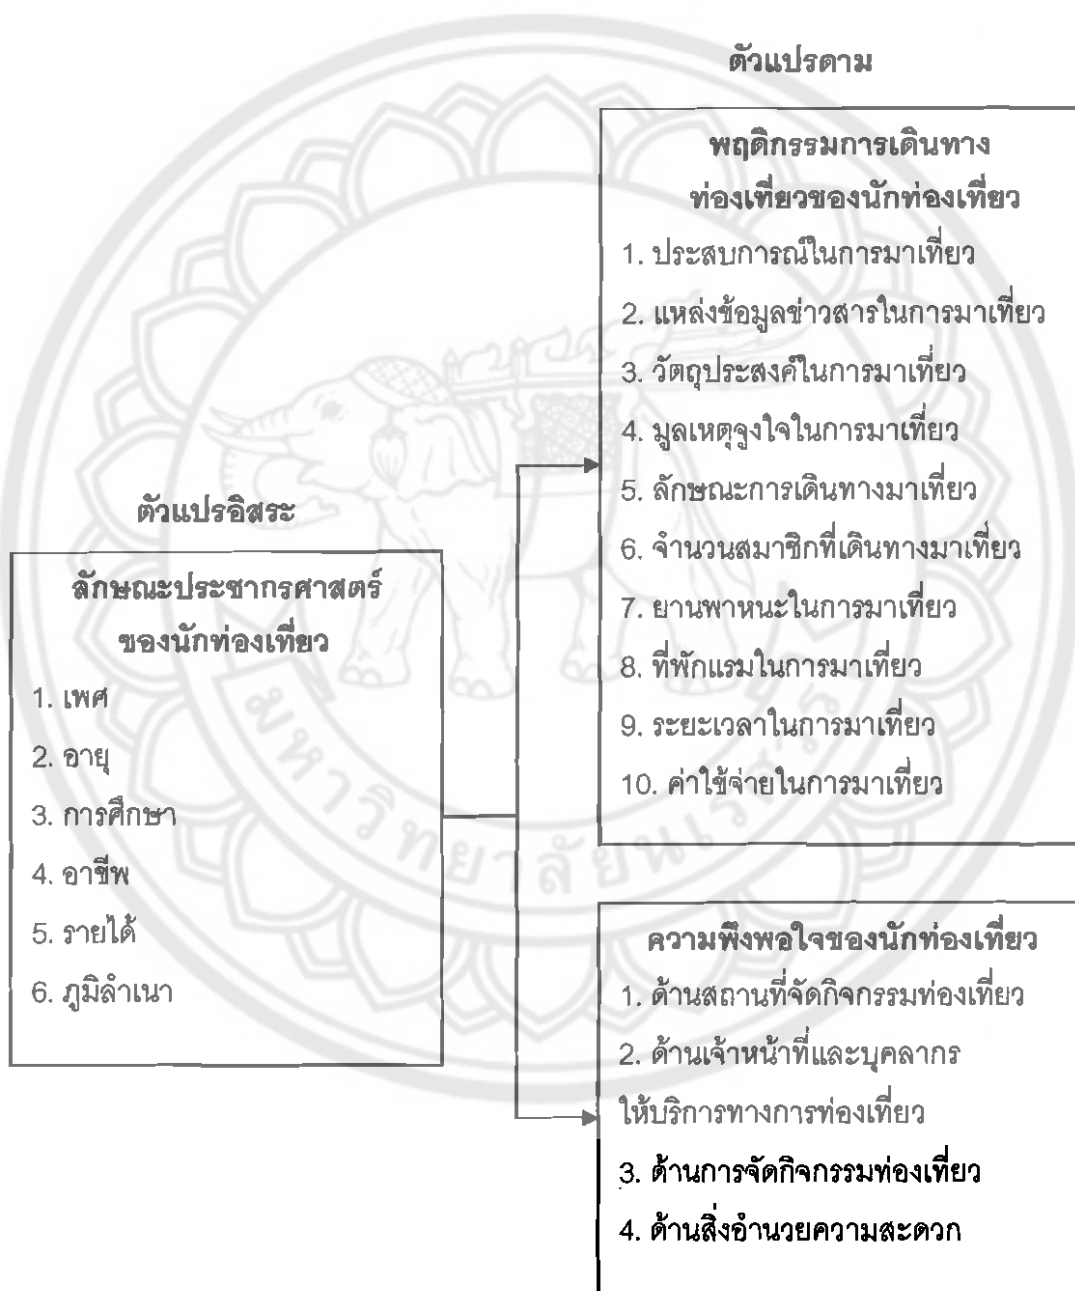 ตัวแปรตาม
พฤติกรรมการเดินทาง
ท่องเที่ยวของนักท่องเที่ยว
1. ประสบการณ์ในการมาเที่ยว
2. แหล่งข้อมูลข่าวสารในการมาเที่ยว
3. วัตถุประสงค์ในการมาเที่ยว
4. มูลเหตุจูงใจในการมาเที่ยว
5. ลักษณะการเดินทางมาเที่ยว
6. จำนวนสมาชิกที่เดินทางมาเที่ยว
7. ยานพาหนะในการมาเที่ยว
8. ที่พักแรมในการมาเที่ยว
9. ระยะเวลาในการมาเที่ยว
10. ค่าใช้จ่ายในการมาเที่ยว
ตัวแปรอิสระ
ลักษณะประชากรศาสตร์
ของนักท่องเที่ยว
1. เพศ
2. อายุ
3. การศึกษา
4. อาชีพ
5. รายได้
6. ภูมิลำเนา
ความพึงพอใจของนักท่องเที่ยว
1. ด้านสถานที่จัดกิจกรรมท่องเที่ยว
2. ด้านเจ้าหน้าที่และบุคลากร
ให้บริการทางการท่องเที่ยว
3. ด้านการจัดกิจกรรมท่องเที่ยว
4. ด้านสิ่งอำนวยความสะดวก
มหาวิทยาลัยนเรศวร